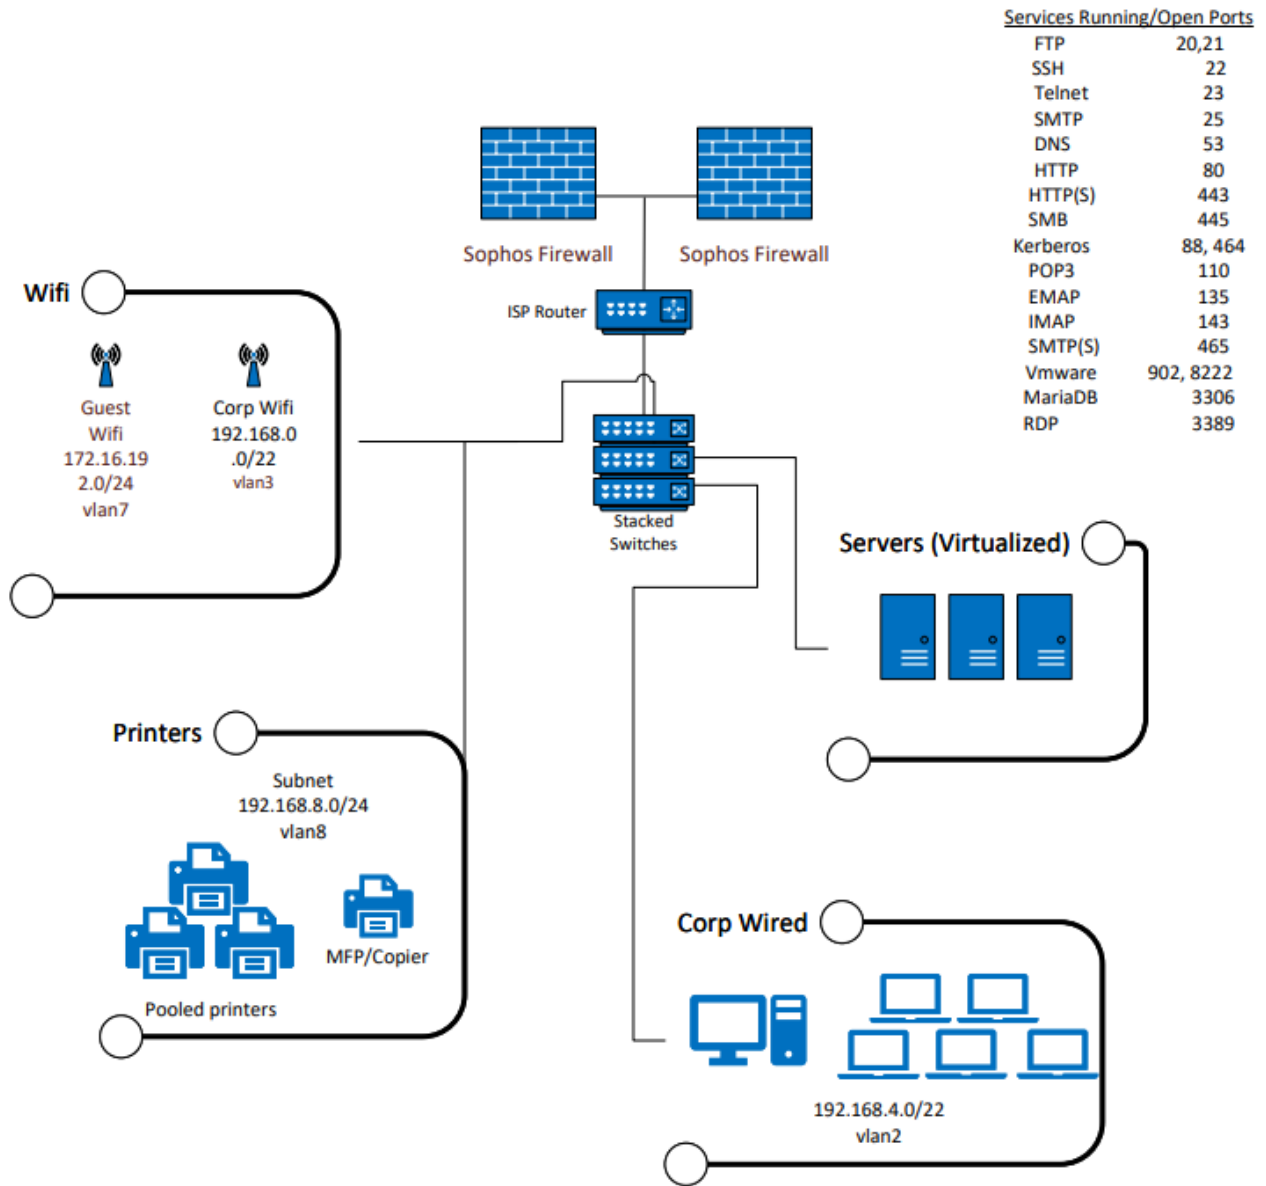 Services Running/Open Ports
FTP 20,21
SSH 22
Telnet 23
SMTP 25
DNS 53
HTTP 80
HTTP(S) 443
SMB 445
Kerberos 88, 464
POP3 110
EMAP 135
IMAP 143
SMTP(S) 465
Vmware 902, 8222
MariaDB 3306
RDP 3389
Sophos Firewall
Sophos Firewall
ISP Router
Wifi
Guest
Wifi
172.16.19
2.0/24
vlan7
Corp Wifi
192.168.0
.0/22
vlan3
Stacked
Switches
Servers (Virtualized)
Printers
Subnet
192.168.8.0/24
vlan8
MFP/Copier
Pooled printers
Corp Wired
192.168.4.0/22
vlan2